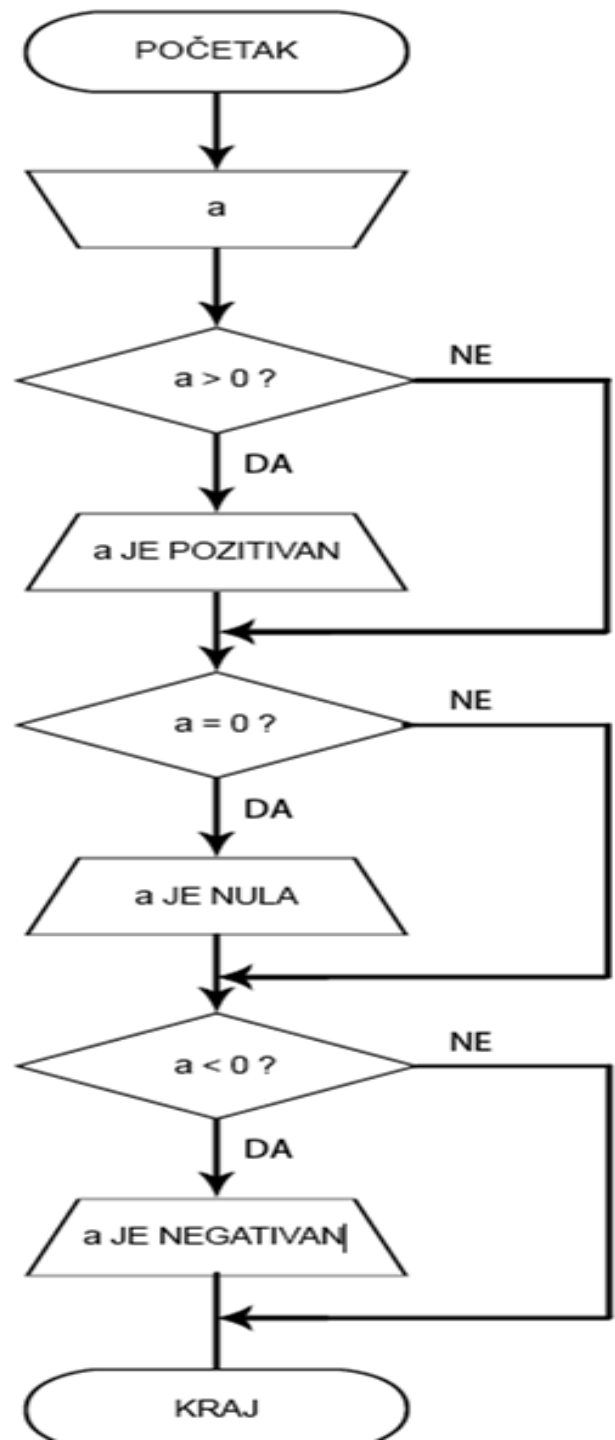 POČETAK
a
a > 0 ?
NE
DA
a JE POZITIVAN
a = 0 ?
NE
DA
a JE NULA
a < 0 ?
NE
DA
a JE NEGATIVAN
KRAJ